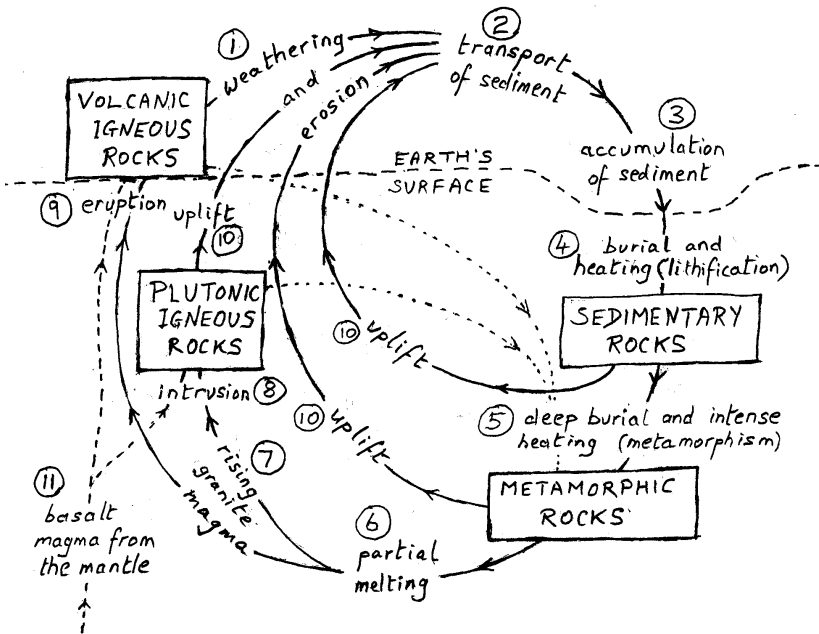 ① weathering
and
erosion
② transport
of sediment
③ accumulation
of sediment
VOLCANIC
IGNEOUS
ROCKS
EARTH'S
SURFACE
⑨ eruption
uplift
⑩
④ burial and
heating (lithification)
PLUTONIC
IGNEOUS
ROCKS
SEDIMENTARY
ROCKS
⑩ uplift
intrusion ⑧
⑩ uplift
⑤ deep burial and intense
heating (metamorphism)
⑦ rising
granite
magma
METAMORPHIC
ROCKS
⑪
basalt
magma from
the mantle
⑥
partial
melting